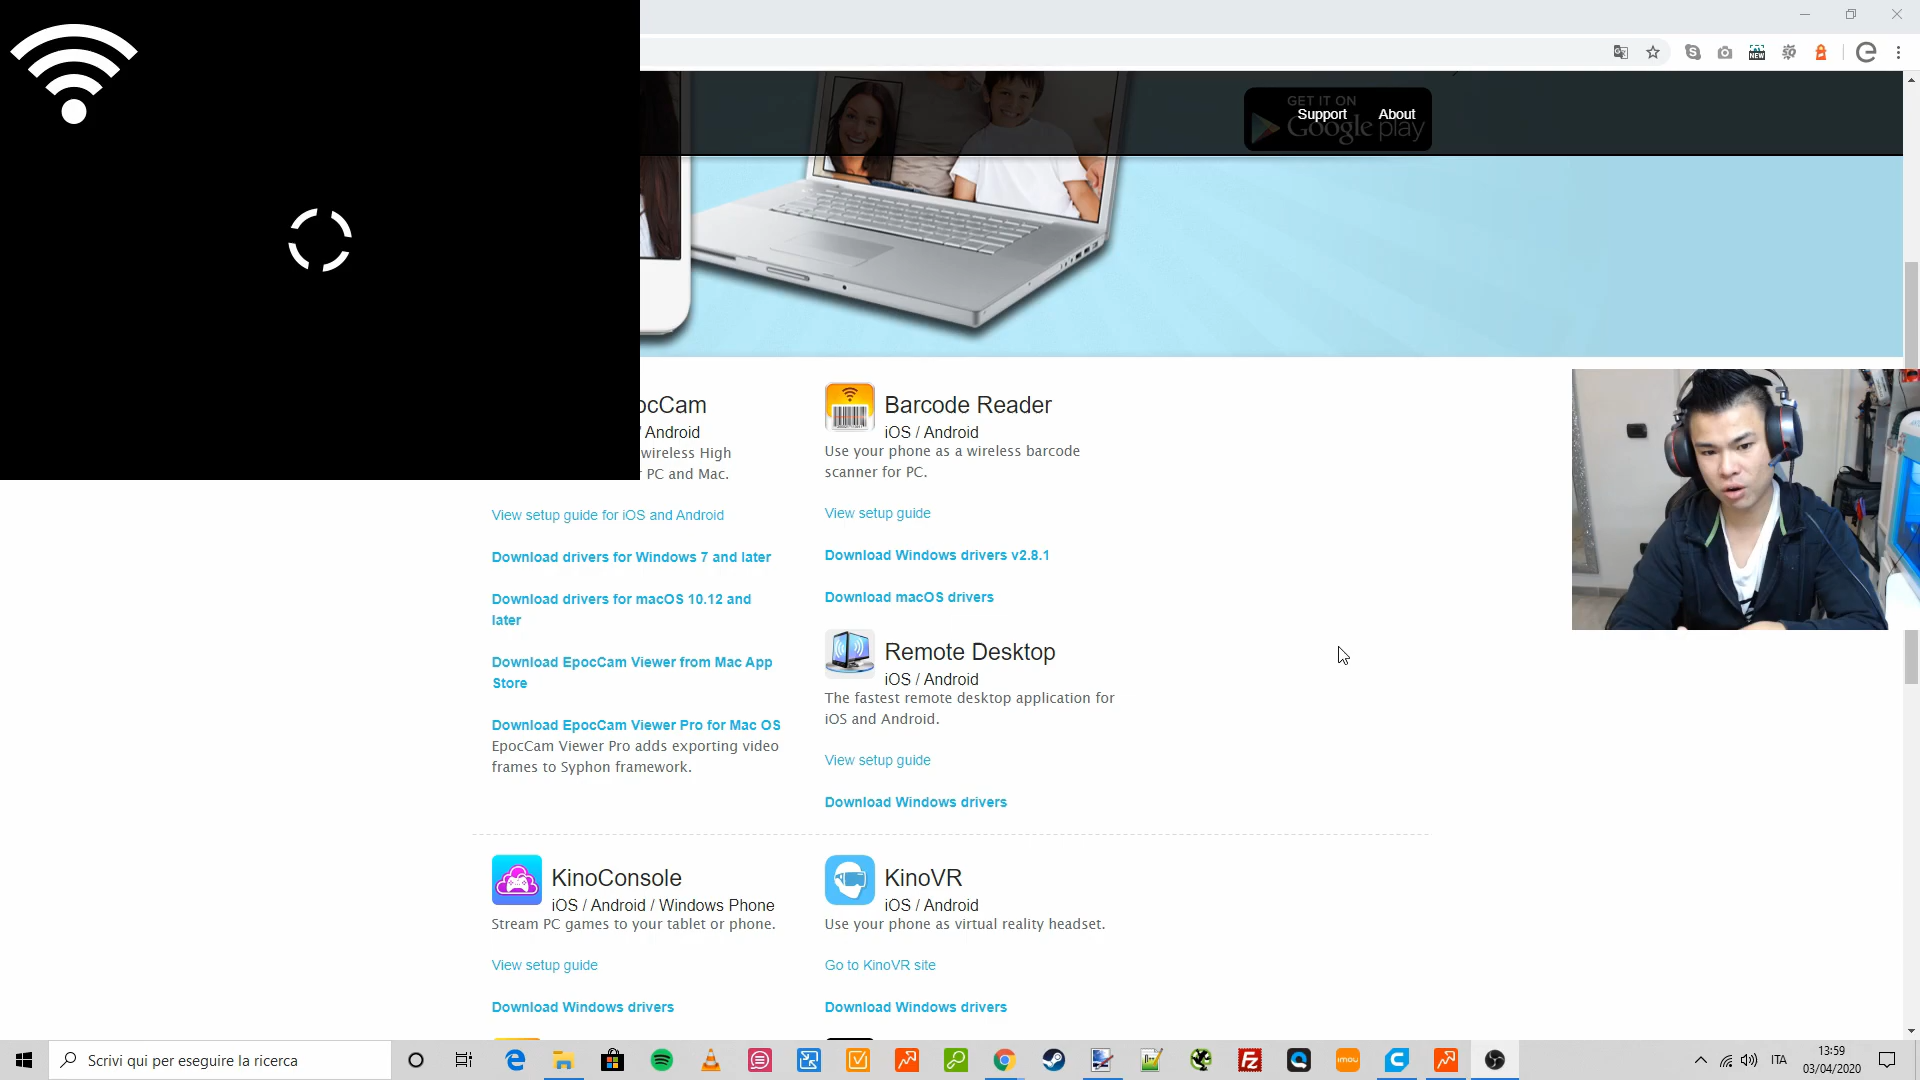 GET IT ON
Google play
Support
About
ocCam
/ Android
wireless High
PC and Mac.
View setup guide for iOS and Android
Download drivers for Windows 7 and later
Download drivers for macOS 10.12 and
later
Download EpocCam Viewer from Mac App
Store
Download EpocCam Viewer Pro for Mac OS
EpocCam Viewer Pro adds exporting video
frames to Syphon framework.
Barcode Reader
iOS / Android
Use your phone as a wireless barcode
scanner for PC.
View setup guide
Download Windows drivers v2.8.1
Download macOS drivers
Remote Desktop
iOS / Android
The fastest remote desktop application for
iOS and Android.
View setup guide
Download Windows drivers
KinoConsole
iOS / Android / Windows Phone
Stream PC games to your tablet or phone.
View setup guide
Download Windows drivers
KinoVR
iOS / Android
Use your phone as virtual reality headset.
Go to KinoVR site
Download Windows drivers
Scrivi qui per eseguire la ricerca
imou
ITA
13:59
03/04/2020
NEW